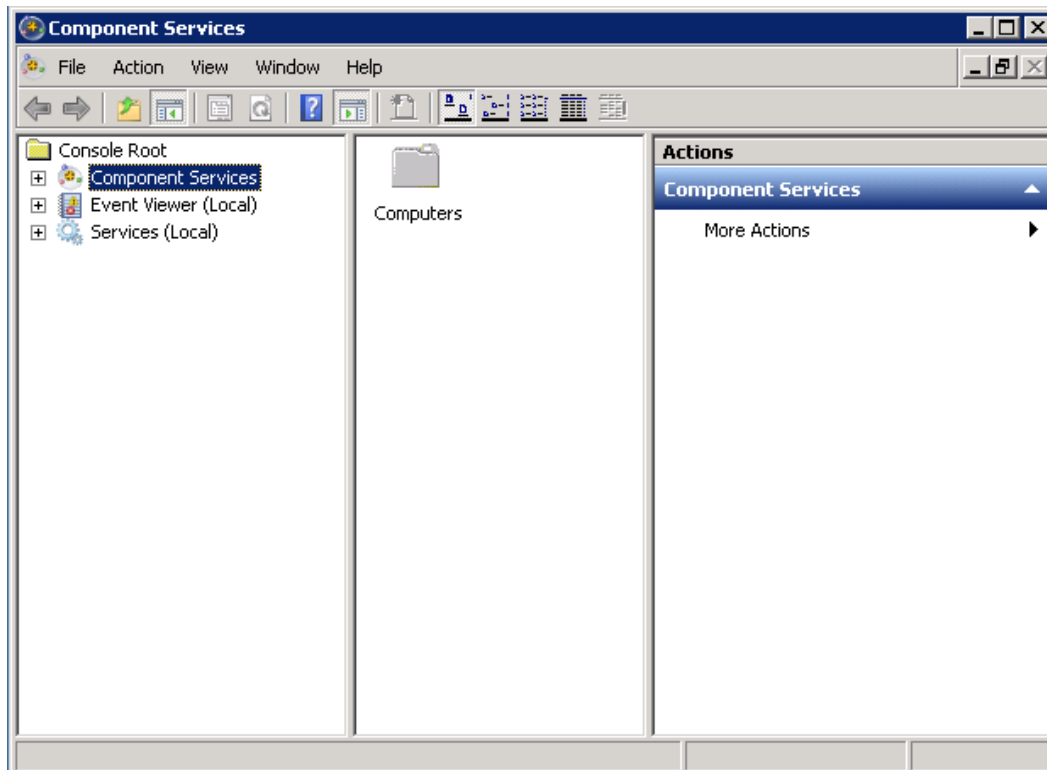 Component Services
File Action View Window Help
Console Root
Component Services
Event Viewer (Local)
Services (Local)
Computers
Actions
Component Services
More Actions